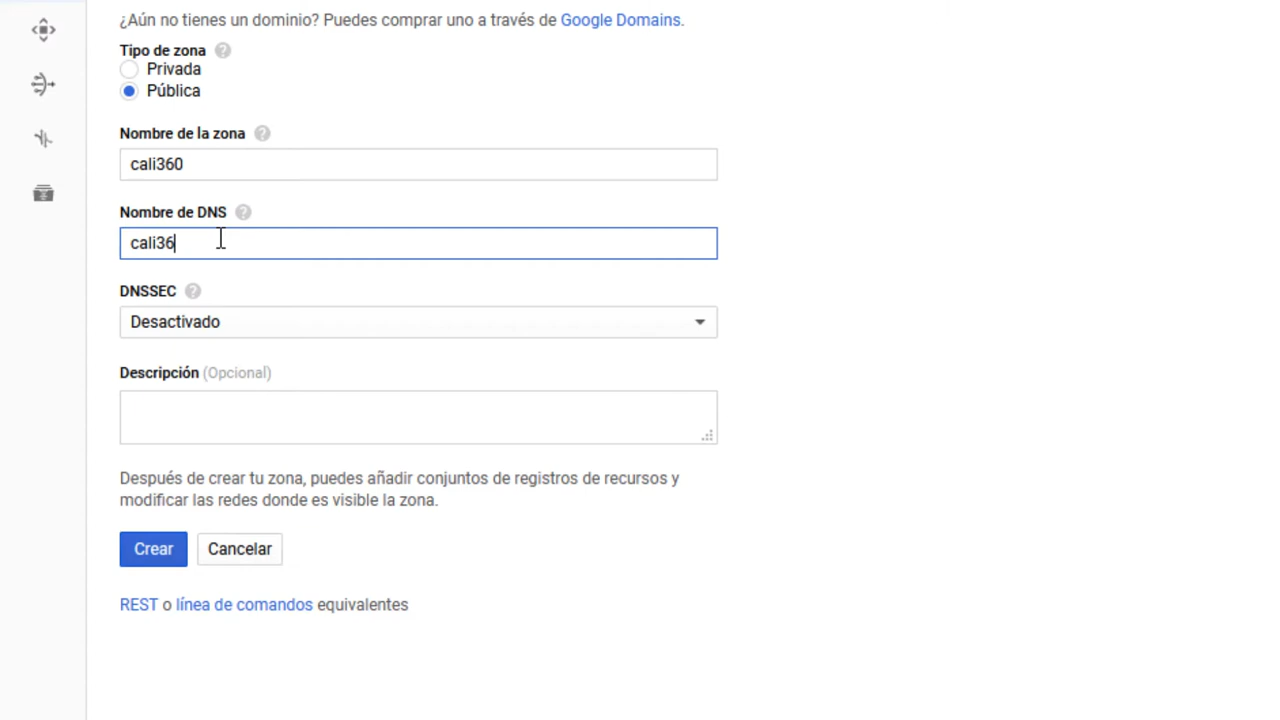 ¿Aún no tienes un dominio? Puedes comprar uno a través de Google Domains.
Tipo de zona
Privada
Pública
Nombre de la zona
cali360
Nombre de DNS
cali36
DNSSEC
Desactivado
Descripción (Opcional)
Después de crear tu zona, puedes añadir conjuntos de registros de recursos y
modificar las redes donde es visible la zona.
Crear Cancelar
REST o línea de comandos equivalentes